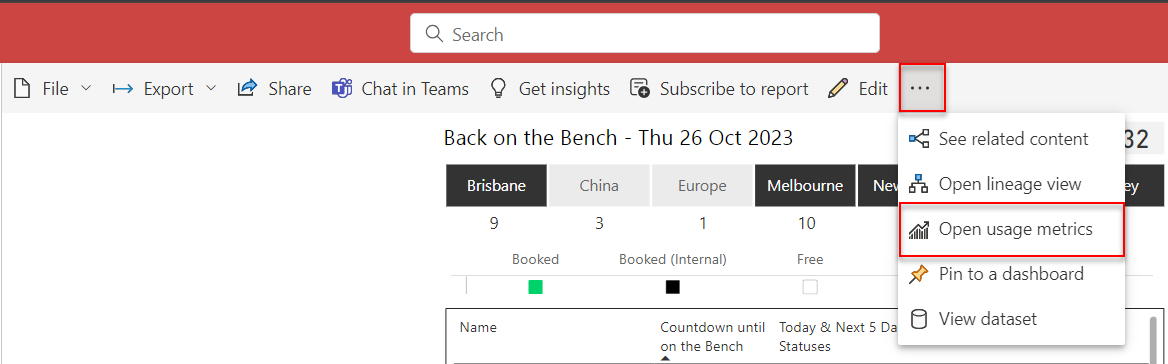 Search
File Export Share Chat in Teams Get insights Subscribe to report Edit ...
See related content
Open lineage view
Open usage metrics
Pin to a dashboard
View dataset
Back on the Bench - Thu 26 Oct 2023
32
Brisbane China Europe Melbourne New ey
9 3 1 10
Booked Booked (Internal) Free
Name Countdown until Today & Next 5 Da
on the Bench Statuses